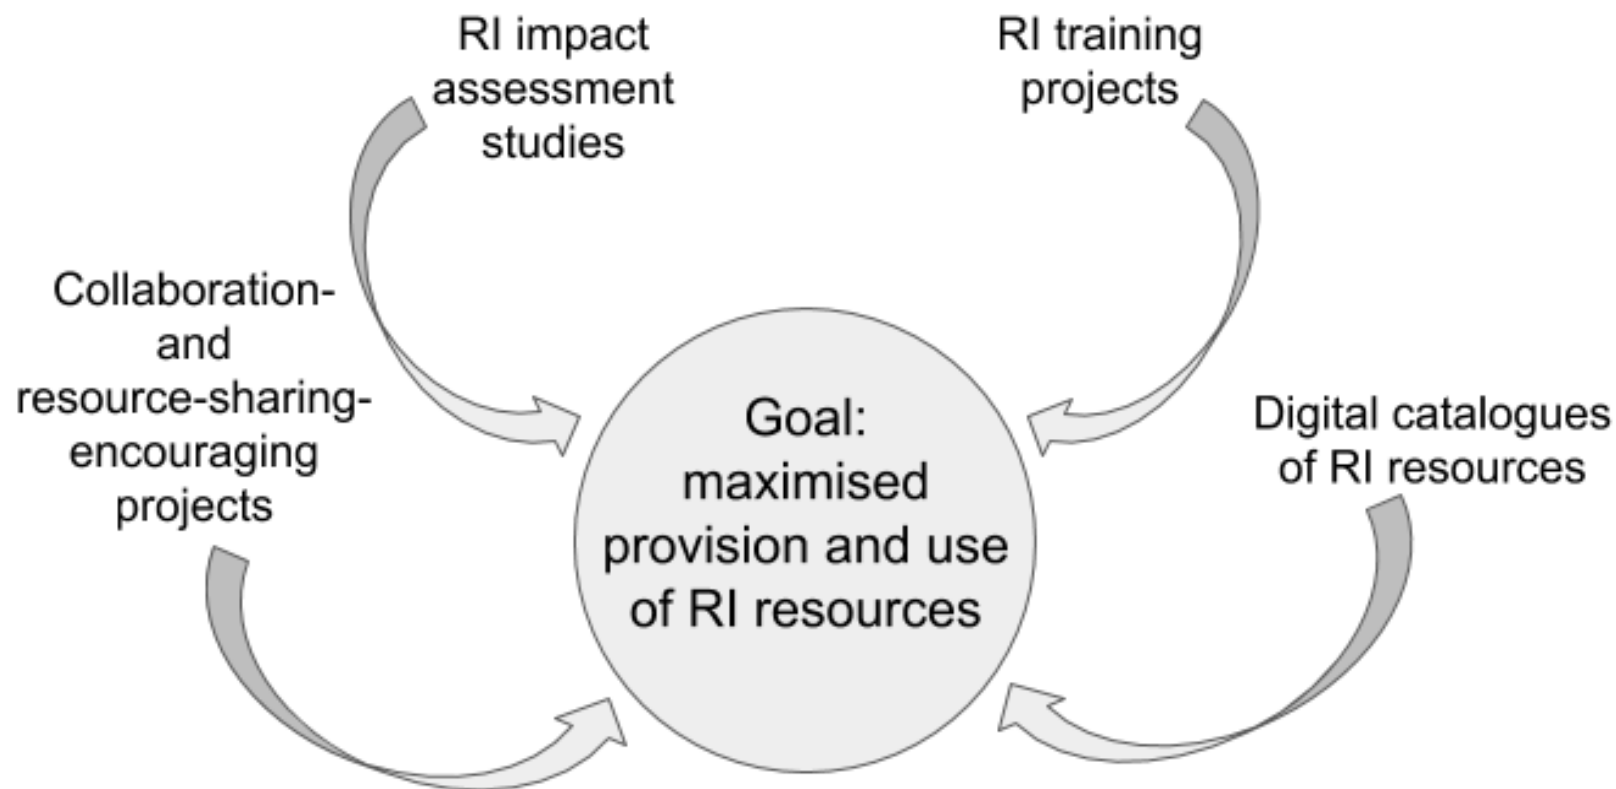 RI impact
assessment
studies
RI training
projects
Collaboration-
and
resource-sharing-
encouraging
projects
Goal:
maximised
provision and use
of RI resources
Digital catalogues
of RI resources